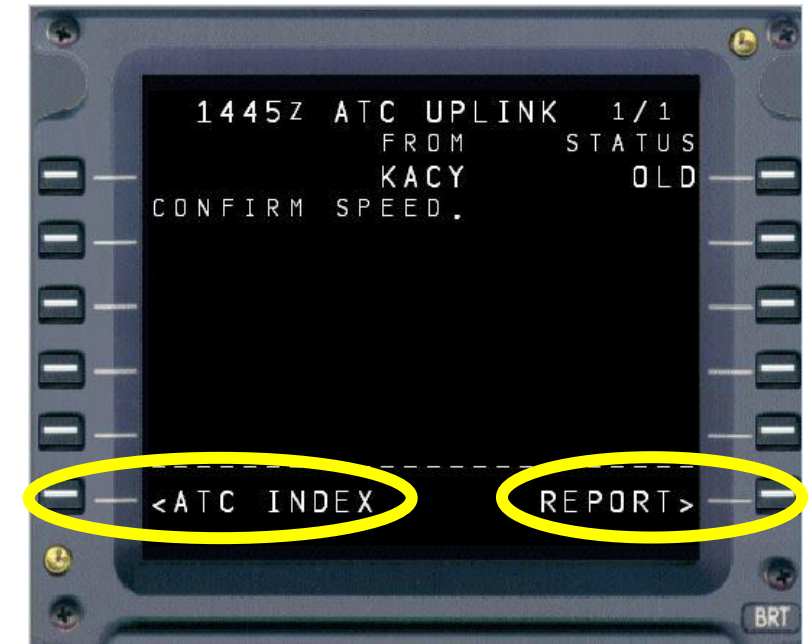 1445Z ATC UPLINK 1/1
FROM STATUS
KACY OLD
CONFIRM SPEED.
<ATC INDEX REPORT>
BRT